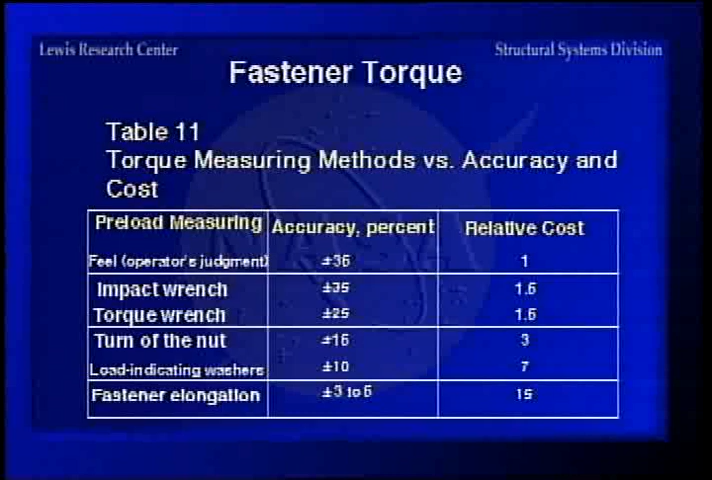 Lewis Research Center
Structural Systems Division
Fastener Torque
Table 11
Torque Measuring Methods vs. Accuracy and
Cost
Preload Measuring Accuracy, percent Relative Cost
Feel (operator's judgment) ±35 1
Impact wrench ±35 1.5
Torque wrench ±25 1.5
Turn of the nut ±15 3
Load-indicating washers ±10 7
Fastener elongation ±3 to 5 15
NASA